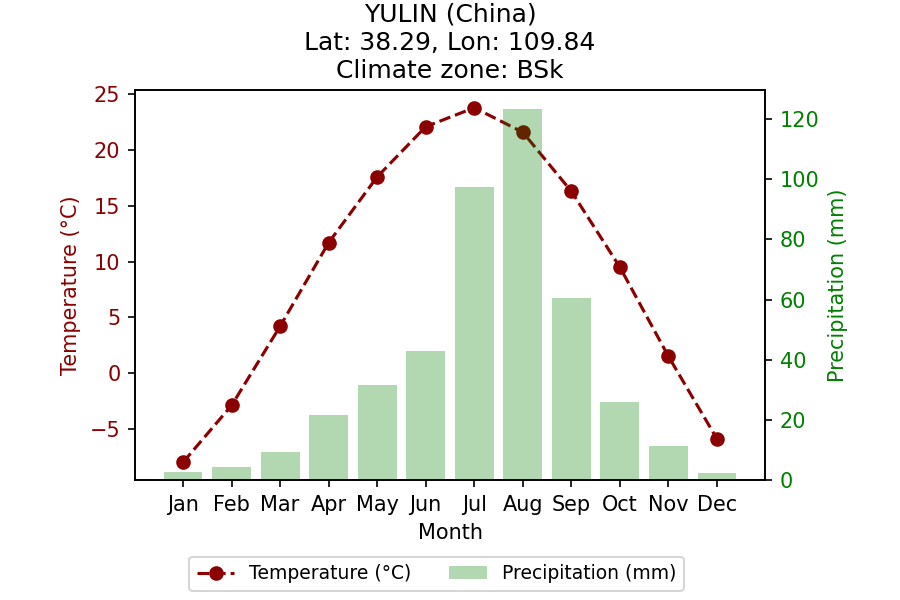 YULIN (China)
Lat: 38.29, Lon: 109.84
Climate zone: BSk
25
20
15
10
5
0
−5
Temperature (°C)
120
100
80
60
40
20
0
Precipitation (mm)
Jan Feb Mar Apr May Jun Jul Aug Sep Oct Nov Dec
Month
Temperature (°C) Precipitation (mm)